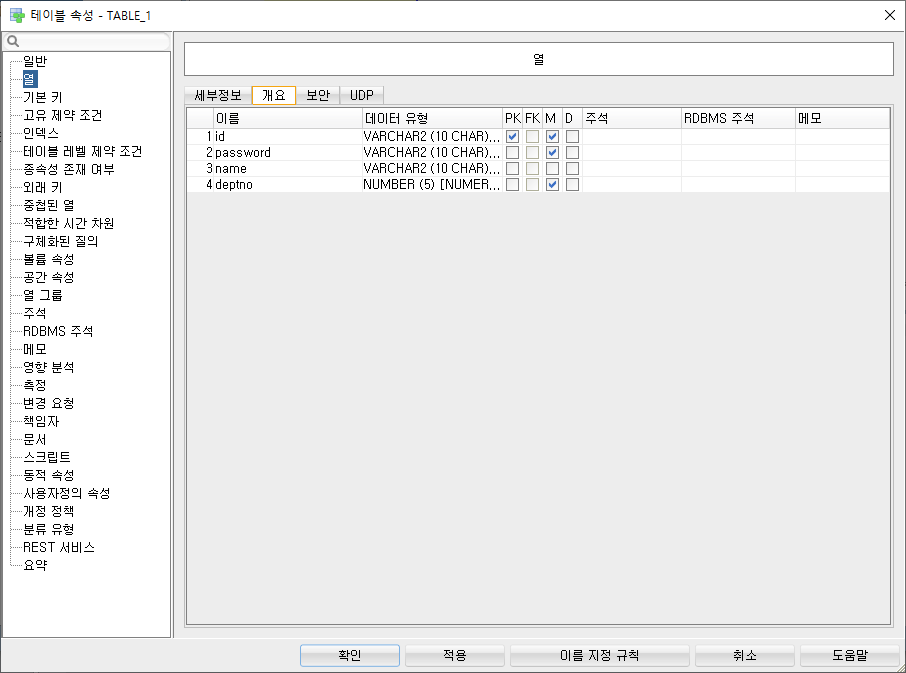 테이블 속성 - TABLE_1
일반
열
기본 키
고유 제약 조건
인덱스
테이블 레벨 제약 조건
종속성 존재 여부
외래 키
중첩된 열
적합한 시간 차원
구체화된 질의
볼륨 속성
공간 속성
열 그룹
주석
RDBMS 주석
메모
영향 분석
측정
변경 요청
책임자
문서
스크립트
동적 속성
사용자정의 속성
개정 정책
분류 유형
REST 서비스
요약
열
세부정보 개요 보안 UDP
이름 데이터 유형 PK FK M D 주석 RDBMS 주석 메모
1 id VARCHAR2 (10 CHAR)...
2 password VARCHAR2 (10 CHAR)...
3 name VARCHAR2 (10 CHAR)...
4 deptno NUMBER (5) [NUMER...
확인 적용 이름 지정 규칙 취소 도움말